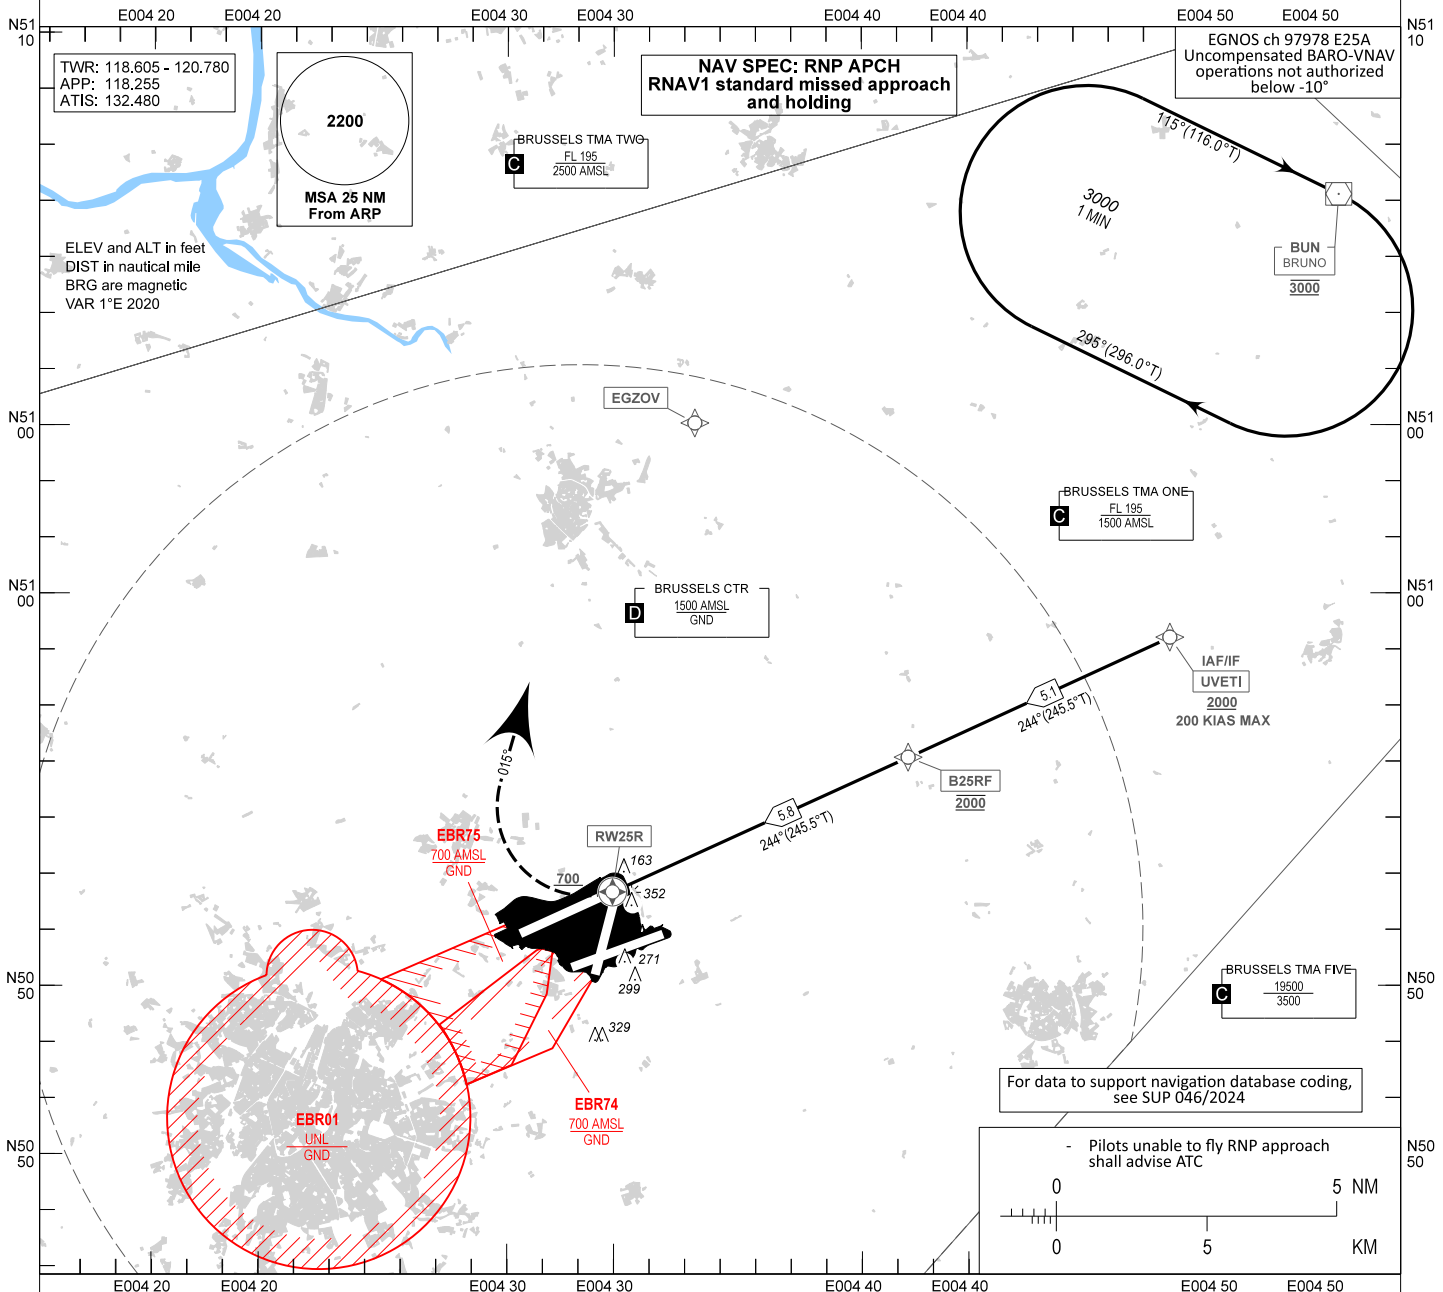 E004 20 E004 20 E004 30 E004 30 E004 40 E004 40 E004 50 E004 50
N51
10
N51
10
TWR: 118.605 - 120.780
APP: 118.255
ATIS: 132.480
2200
MSA 25 NM
From ARP
NAV SPEC: RNP APCH
RNAV1 standard missed approach
and holding
EGNOS ch 97978 E25A
Uncompensated BARO-VNAV
operations not authorized
below -10°
BRUSSELS TMA TWO
C
FL 195
2500 AMSL
115°(116.0°T)
3000
1 MIN
BUN
BRUNO
3000
295°(296.0°T)
ELEV and ALT in feet
DIST in nautical mile
BRG are magnetic
VAR 1°E 2020
EGZOV
N51
00
N51
00
BRUSSELS TMA ONE
C
FL 195
1500 AMSL
N51
00
N51
00
BRUSSELS CTR
D
1500 AMSL
GND
IAF/IF
UVETI
2000
200 KIAS MAX
5.1
244°(245.5°T)
015°
B25RF
2000
5.8
244°(245.5°T)
RW25R
EBR75
700 AMSL
GND
700
163
352
271
299
329
N50
50
N50
50
BRUSSELS TMA FIVE
C
19500
3500
For data to support navigation database coding,
see SUP 046/2024
EBR01
UNL
GND
EBR74
700 AMSL
GND
N50
50
N50
50
- Pilots unable to fly RNP approach
shall advise ATC
0 5 NM
0 5 KM
E004 20 E004 20 E004 30 E004 30 E004 40 E004 40 E004 50 E004 50